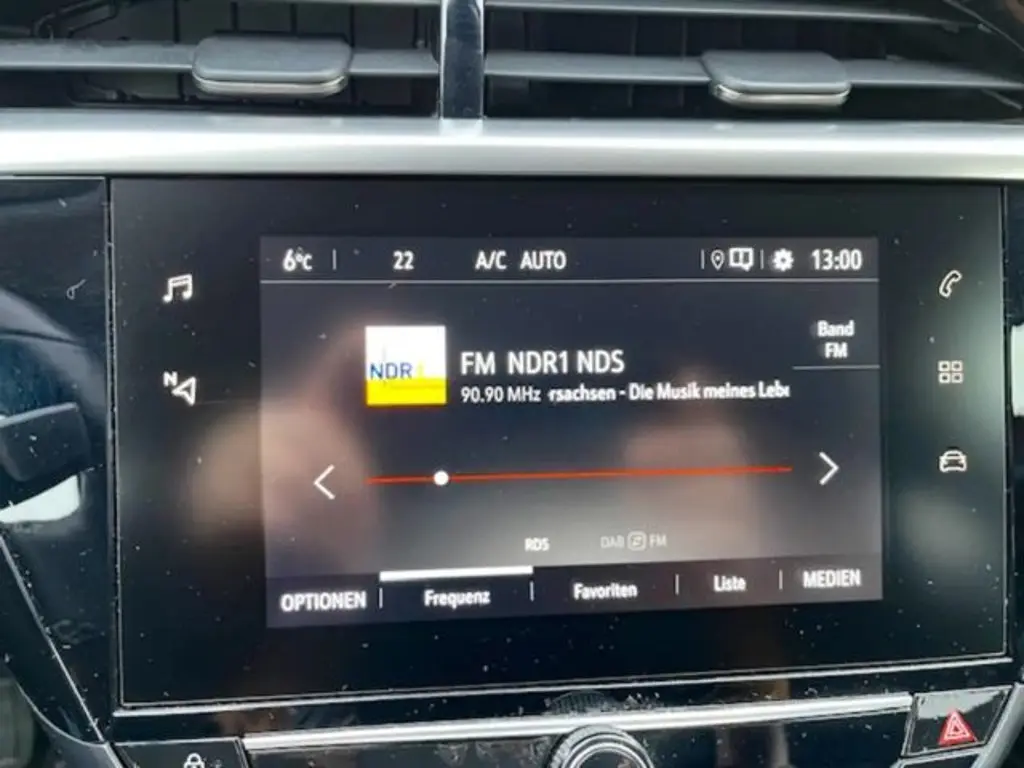 6°C 22 A/C AUTO 13:00
Band
FM
NDR 1
FM NDR1 NDS
90.90 MHz rsachsen - Die Musik meines Lebe
N
RDS DAB FM
OPTIONEN Frequenz Favoriten Liste MEDIEN